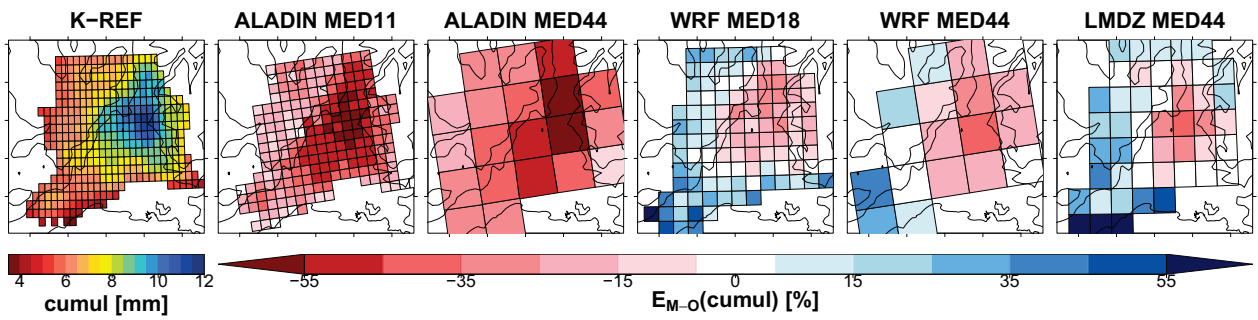 K-REF ALADIN MED11 ALADIN MED44 WRF MED18 WRF MED44 LMDZ MED44
4 6 8 10 12 −55 −35 −15 0 15 35 55
cumul [mm] E_M−O(cumul) [%]